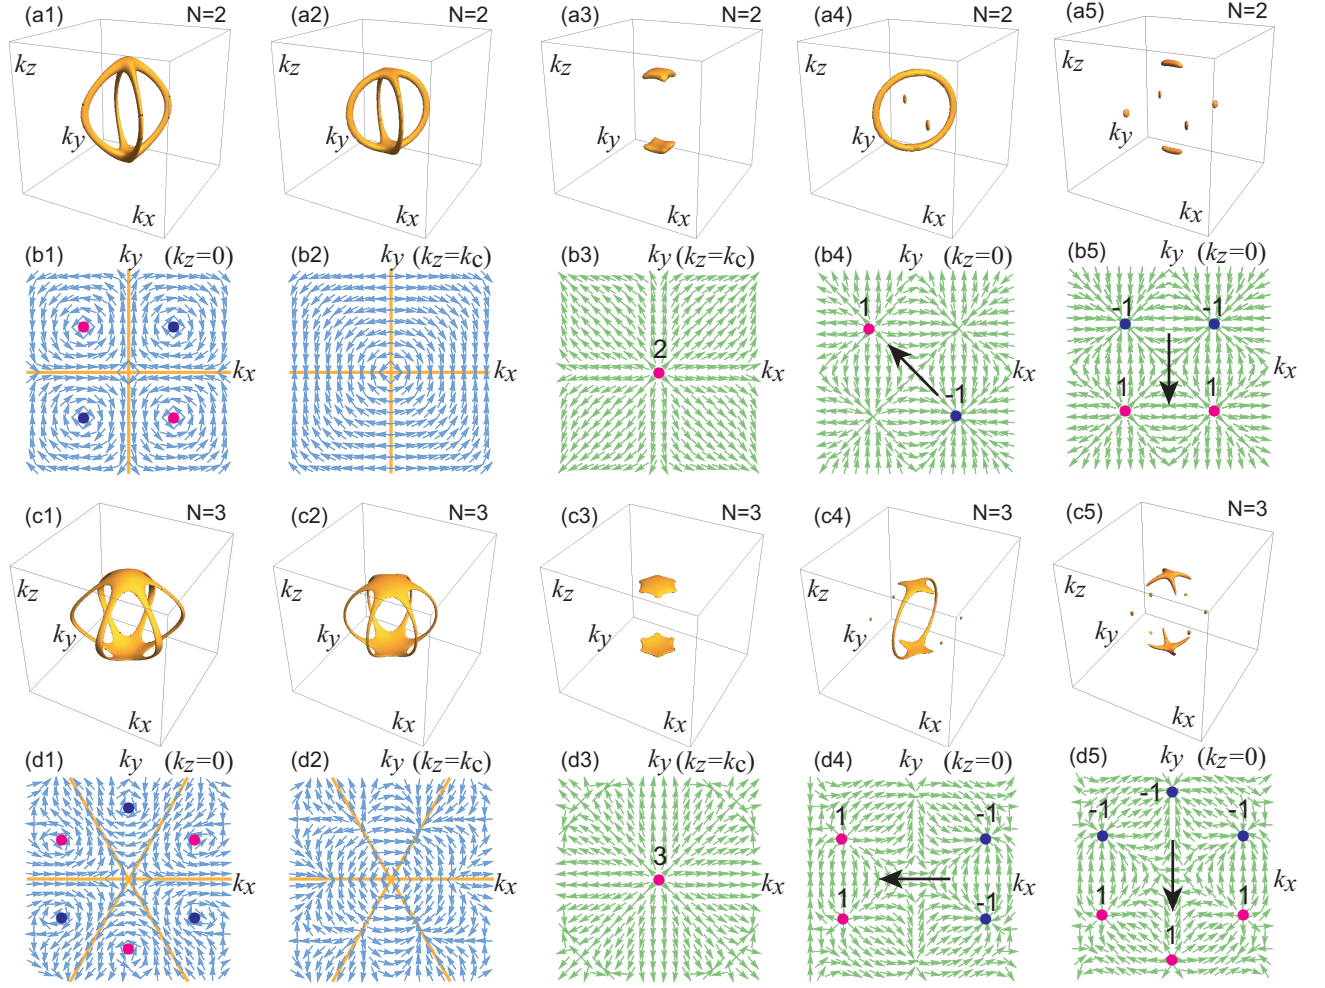 (a1) N=2
kz
ky
kx
(a2) N=2
kz
ky
kx
(a3) N=2
kz
ky
kx
(a4) N=2
kz
ky
kx
(a5) N=2
kz
ky
kx
(b1) ky (kz=0)
kx
(b2) ky (kz=kc)
kx
(b3) ky (kz=kc)
2
kx
(b4) ky (kz=0)
1
kx
-1
(b5) ky (kz=0)
-1 -1
kx
1 1
(c1) N=3
kz
ky
kx
(c2) N=3
kz
ky
kx
(c3) N=3
kz
ky
kx
(c4) N=3
kz
ky
kx
(c5) N=3
kz
ky
kx
(d1) ky (kz=0)
kx
(d2) ky (kz=kc)
kx
(d3) ky (kz=kc)
3
kx
(d4) ky (kz=0)
1 -1
kx
1 -1
(d5) ky (kz=0)
-1
-1 -1
kx
1 1
1